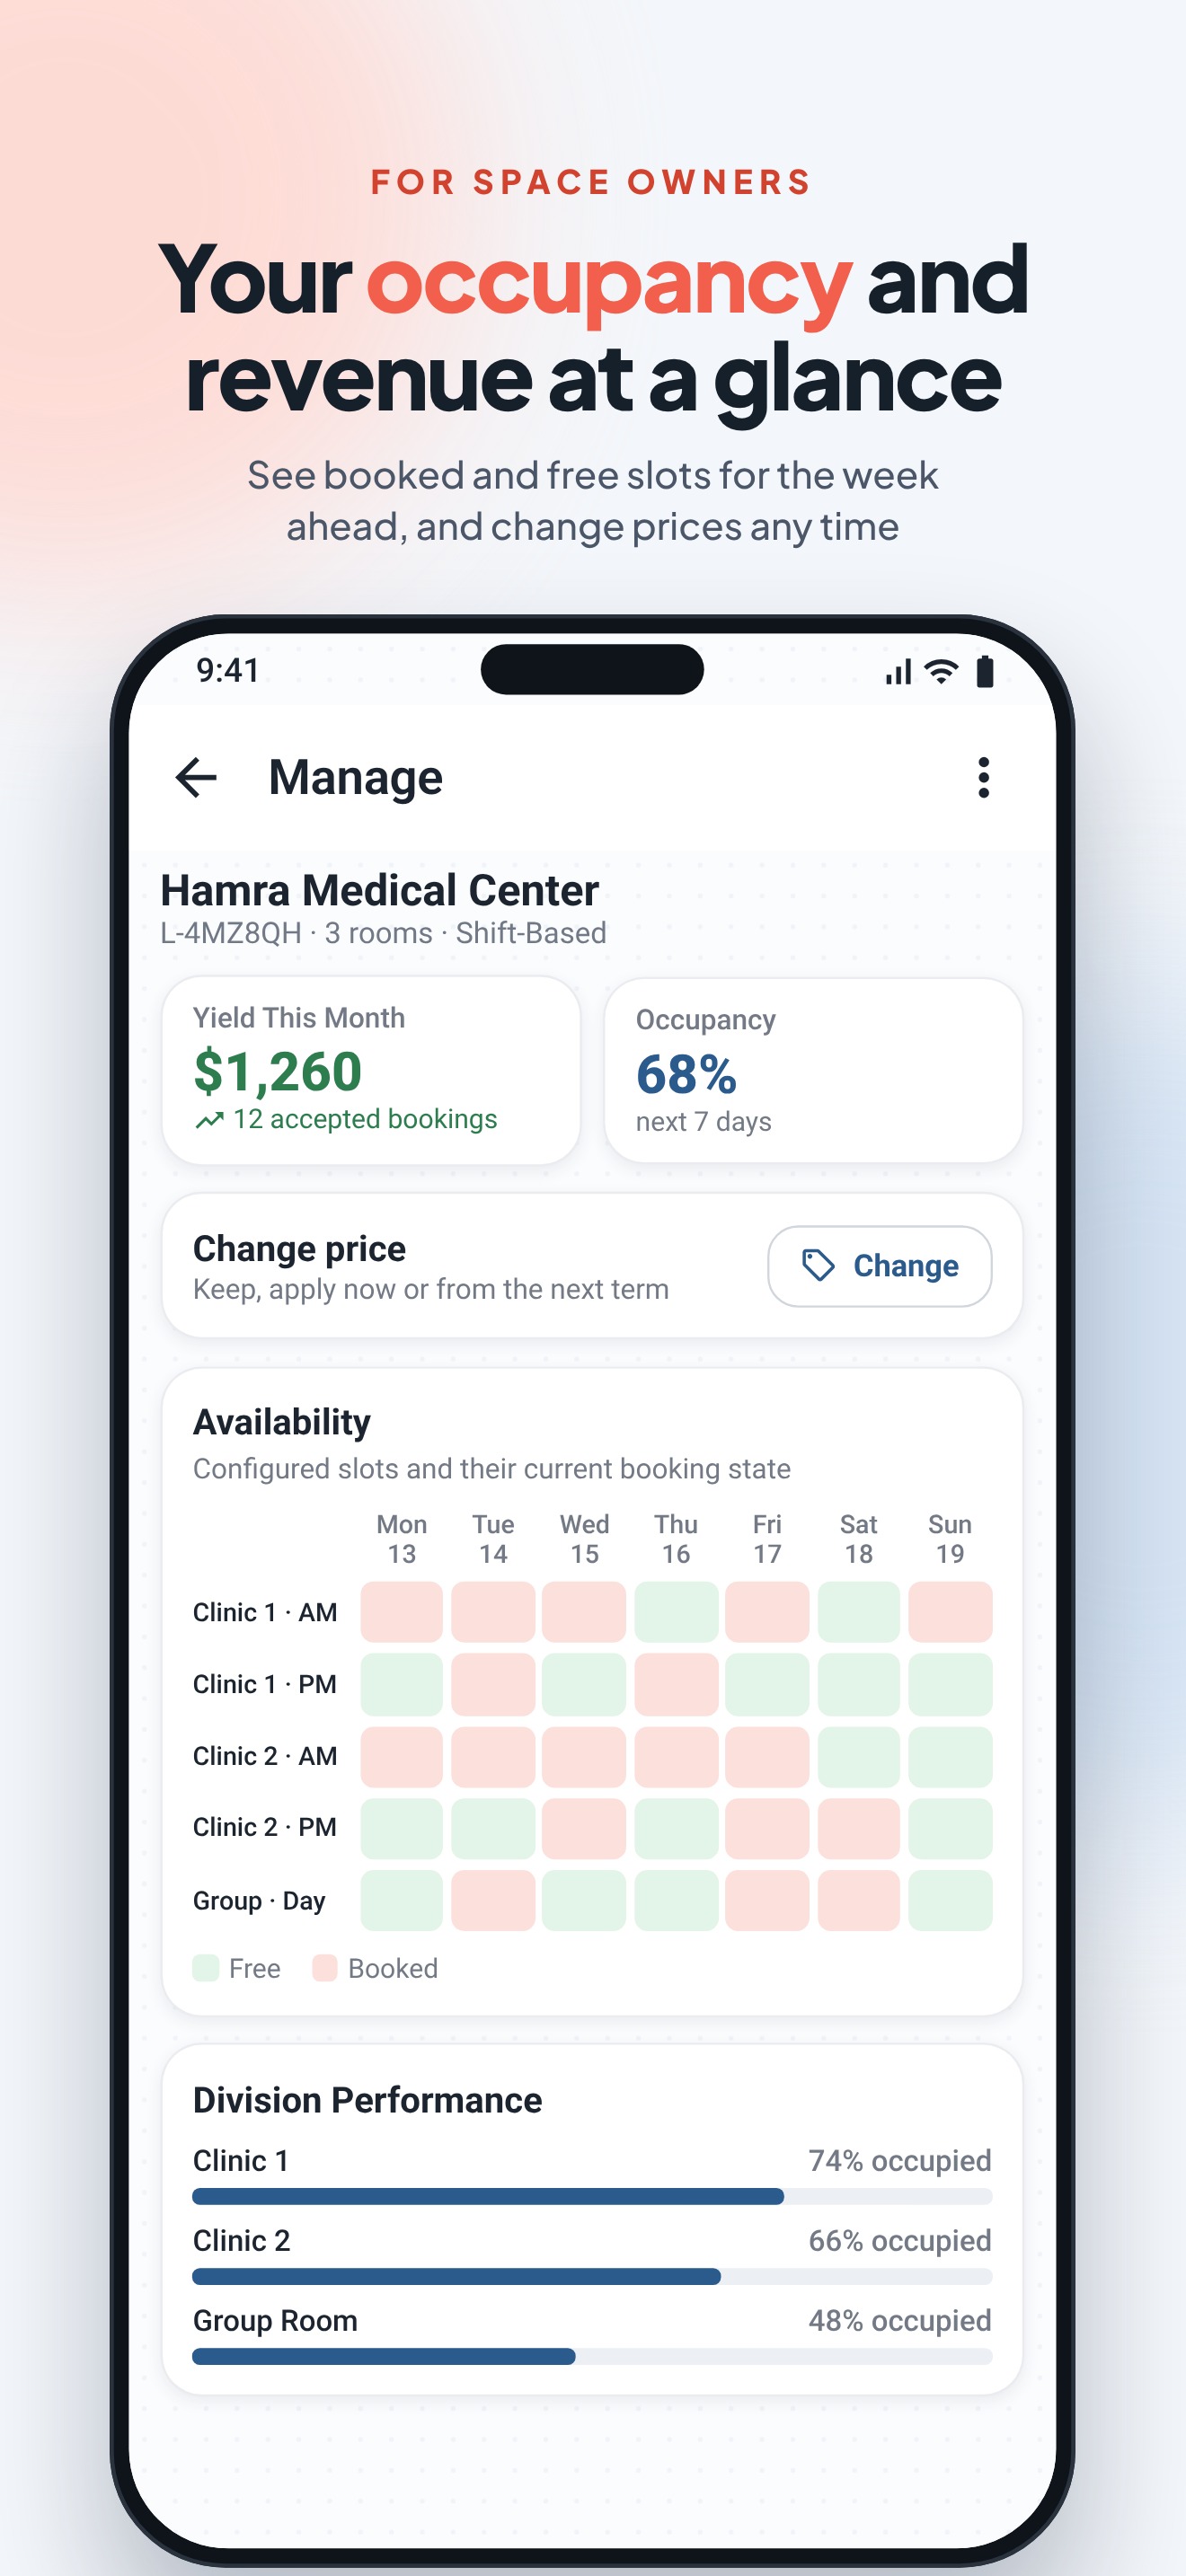 FOR SPACE OWNERS
Your occupancy and
revenue at a glance
See booked and free slots for the week
ahead, and change prices any time
9:41
Manage
Hamra Medical Center
L-4MZ8QH · 3 rooms · Shift-Based
Yield This Month
$1,260
12 accepted bookings
Occupancy
68%
next 7 days
Change price
Keep, apply now or from the next term
Change
Availability
Configured slots and their current booking state
Mon Tue Wed Thu Fri Sat Sun
13 14 15 16 17 18 19
Clinic 1 · AM
Clinic 1 · PM
Clinic 2 · AM
Clinic 2 · PM
Group · Day
Free Booked
Division Performance
Clinic 1 74% occupied
Clinic 2 66% occupied
Group Room 48% occupied